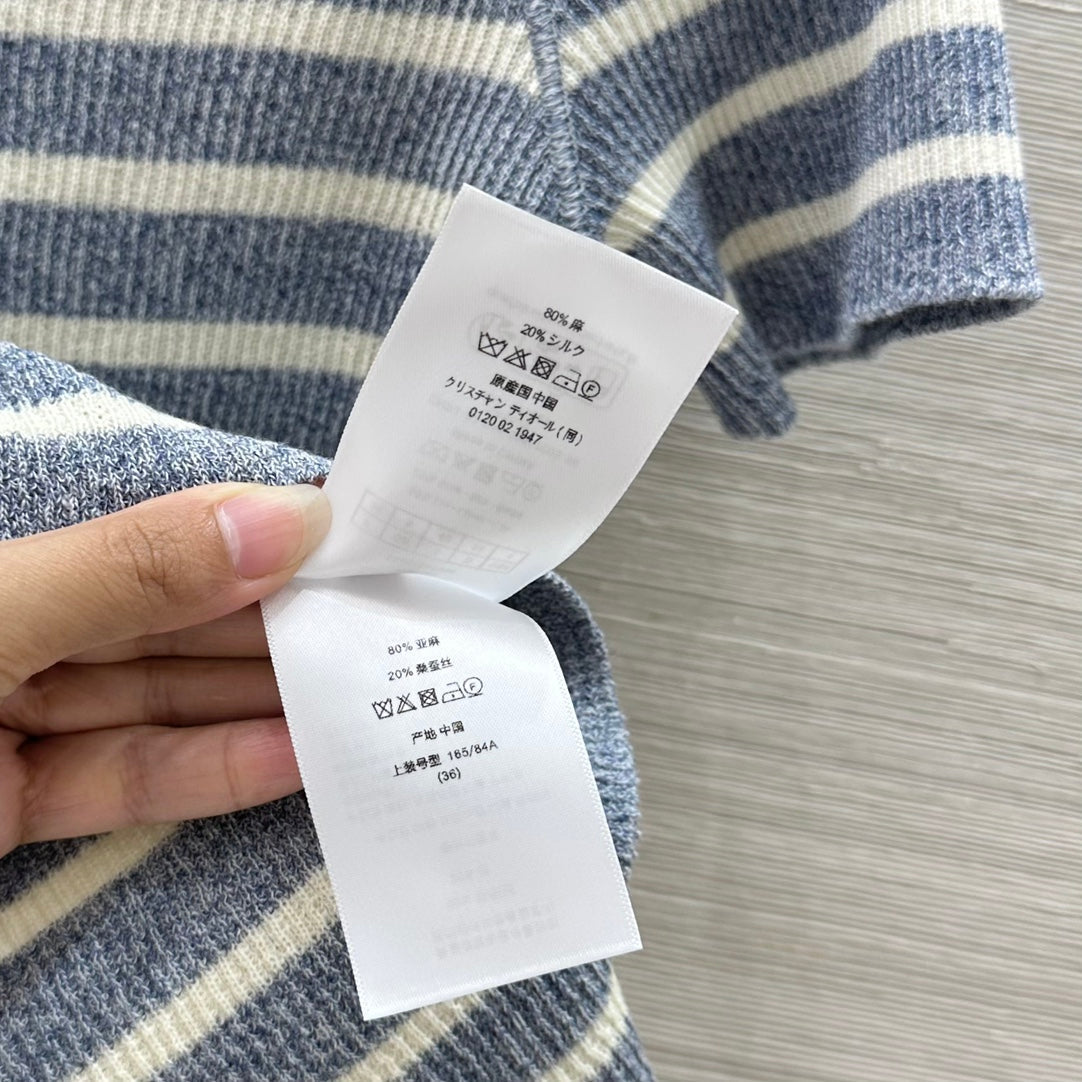 80% 麻
20% シルク
原産国 中国
クリスチャン ディオール ( 同 )
0120 02 1947
80% 亚麻
20% 桑蚕丝
产地 中国
上装号型 165/84A
(36)